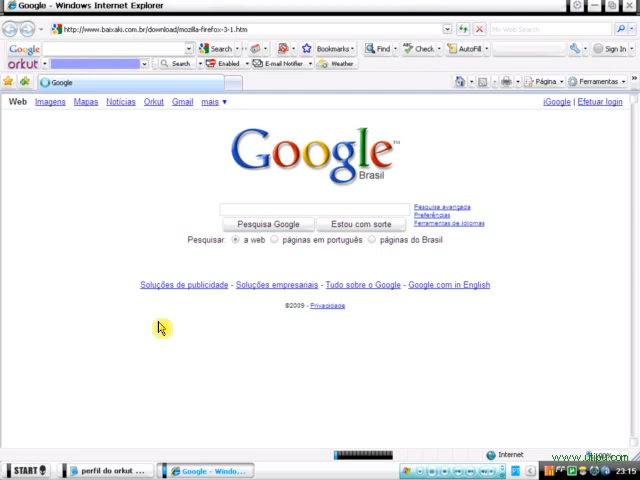 Google - Windows Internet Explorer
http://www.baixaki.com.br/download/mozilla-firefox-3-1.htm
My Web Search
Google Search Bookmarks Find Check AutoFill Sign In
orkut Search Enabled E-mail Notifier Weather
Google Página Ferramentas
Web Imagens Mapas Notícias Orkut Gmail mais ▼ iGoogle | Efetuar login
Google™
Brasil
Pesquisa avançada
Preferências
Ferramentas de idiomas
Pesquisa Google Estou com sorte
Pesquisar: a web páginas em português páginas do Brasil
Soluções de publicidade - Soluções empresariais - Tudo sobre o Google - Google.com in English
©2009 - Privacidade
Internet
START perfil do orkut ... Google - Windo... PT 23:15